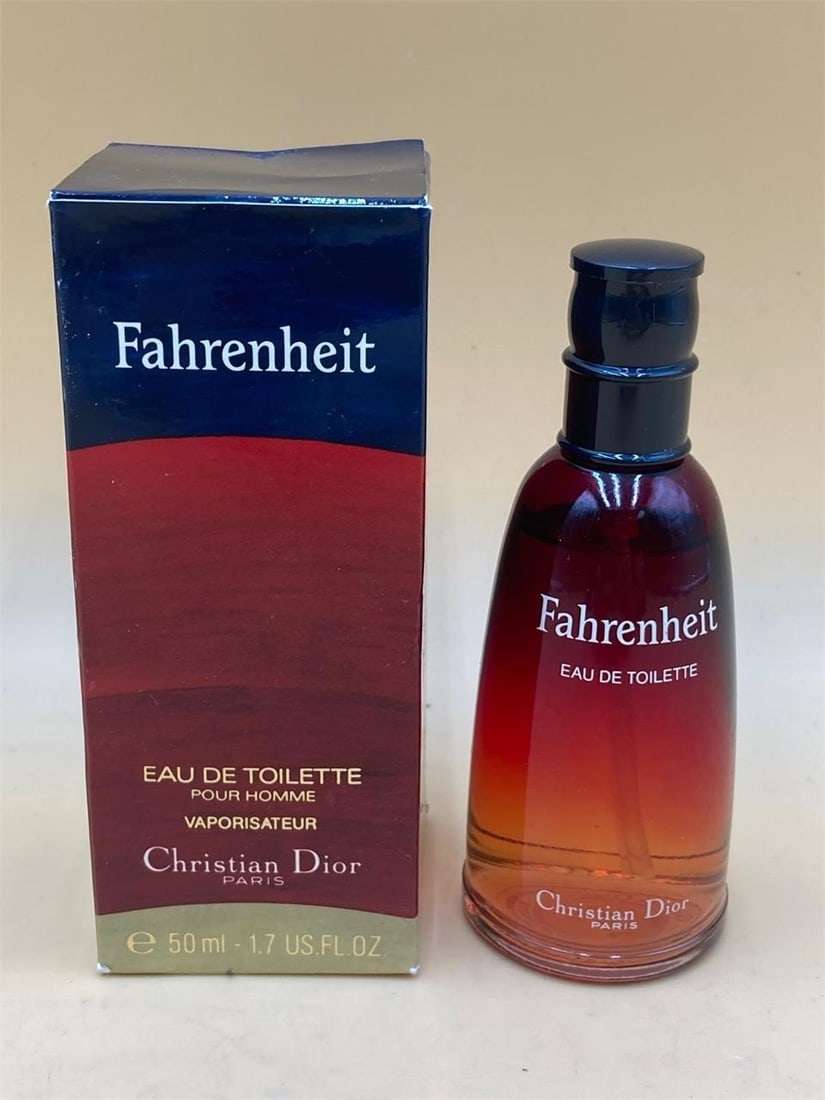 Fahrenheit
EAU DE TOILETTE
POUR HOMME
VAPORISATEUR
Christian Dior
PARIS
℮ 50 ml - 1.7 US.FL.OZ
Fahrenheit
EAU DE TOILETTE
Christian Dior
PARIS